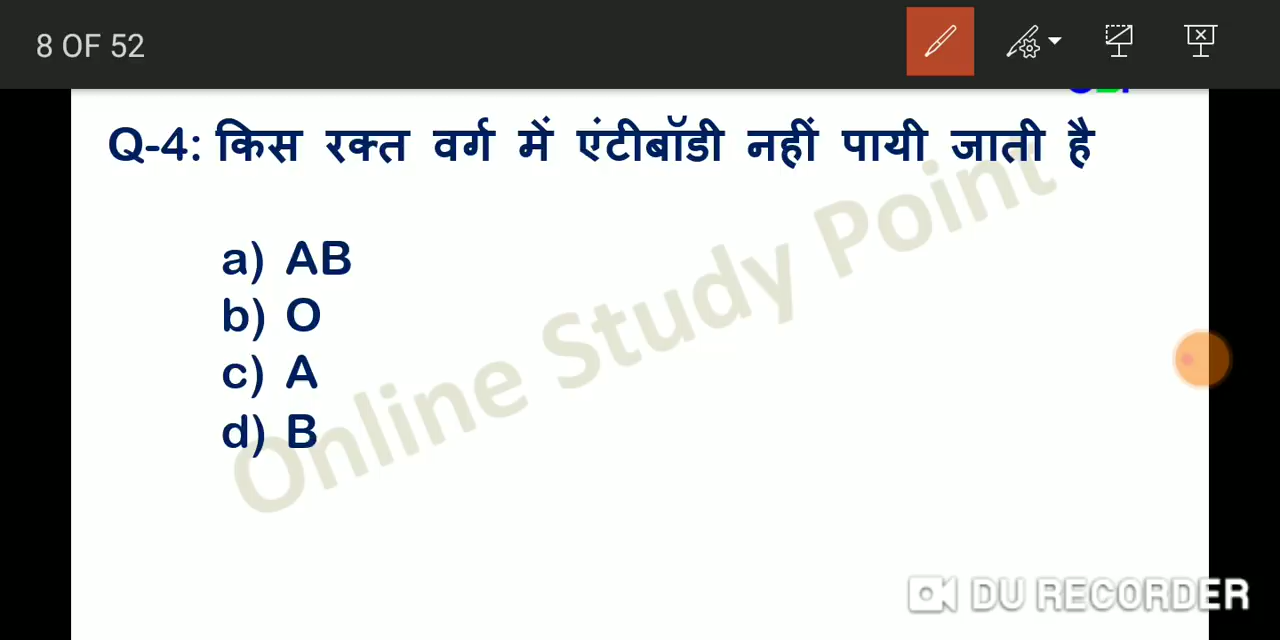 8 OF 52
Q-4: किस रक्त वर्ग में एंटीबॉडी नहीं पायी जाती है
a) AB
b) O
c) A
d) B
Online Study Point
DU RECORDER